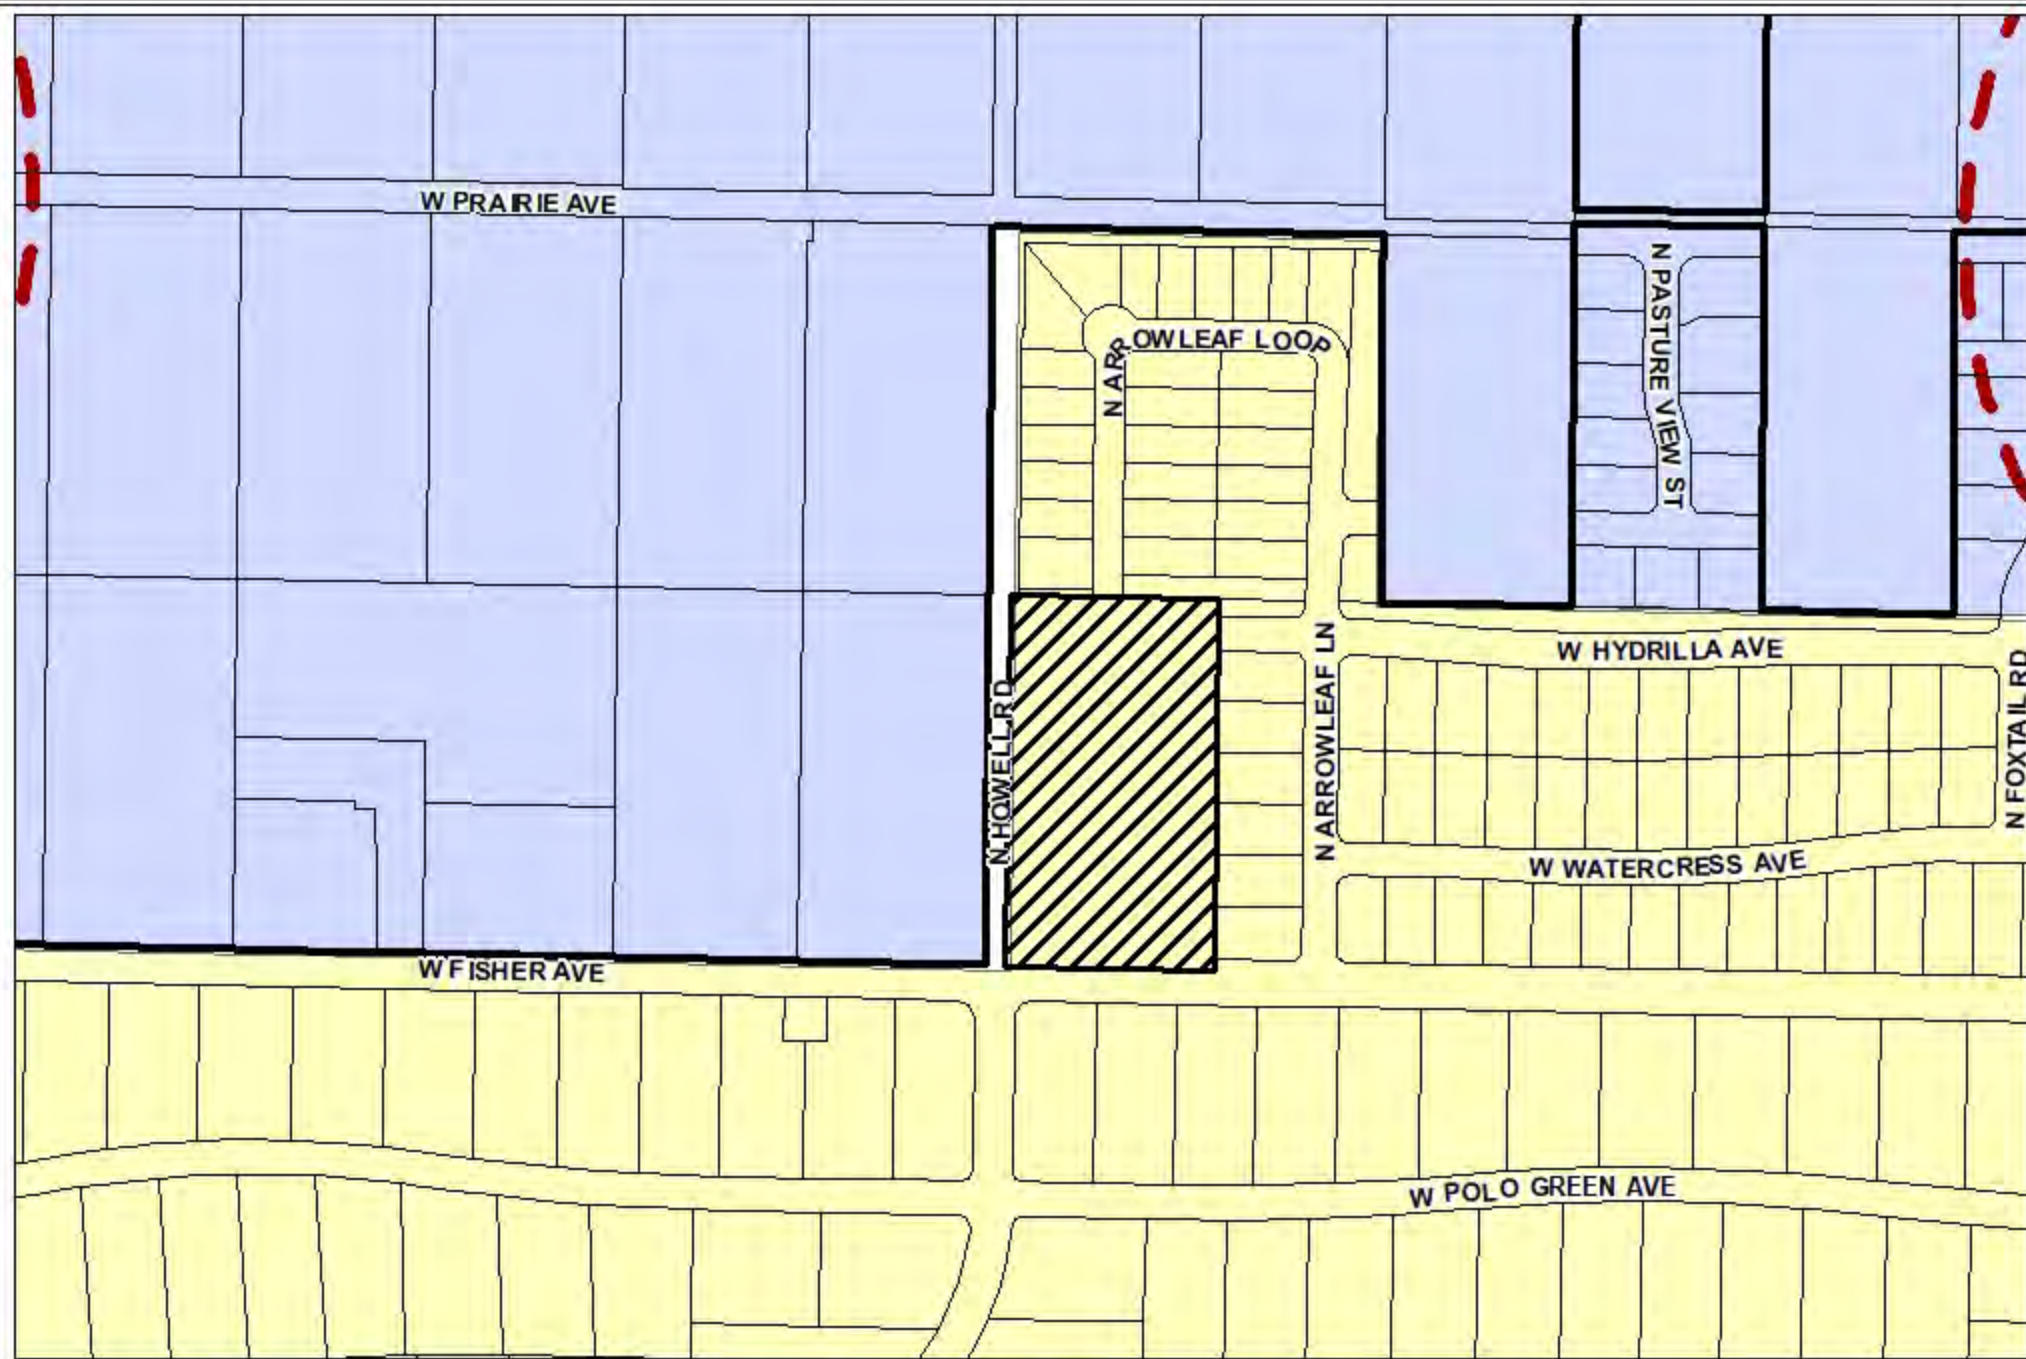 W PRAIRIE AVE
N PASTURE VIEW ST
N ARROWLEAF LOOP
W HYDRILLA AVE
N HOWELL RD
N ARROWLEAF LN
N FOXTAIL RD
W WATERCRESS AVE
W FISHER AVE
W POLO GREEN AVE